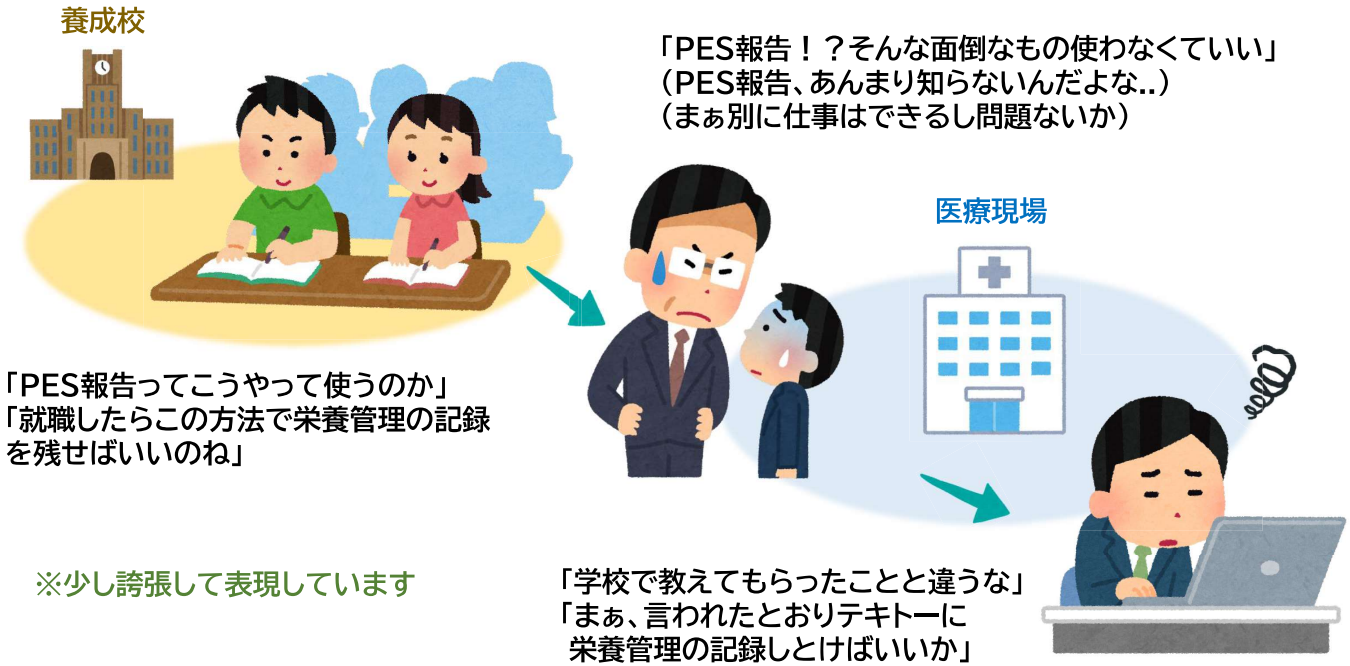 養成校
「PES報告！？そんな面倒なもの使わなくていい」
（PES報告、あんまり知らないんだよな..）
（まぁ別に仕事はできるし問題ないか）
医療現場
「PES報告ってこうやって使うのか」
「就職したらこの方法で栄養管理の記録
を残せばいいのね」
※少し誇張して表現しています
「学校で教えてもらったことと違うな」
「まぁ、言われたとおりテキトーに
栄養管理の記録しとけばいいか」